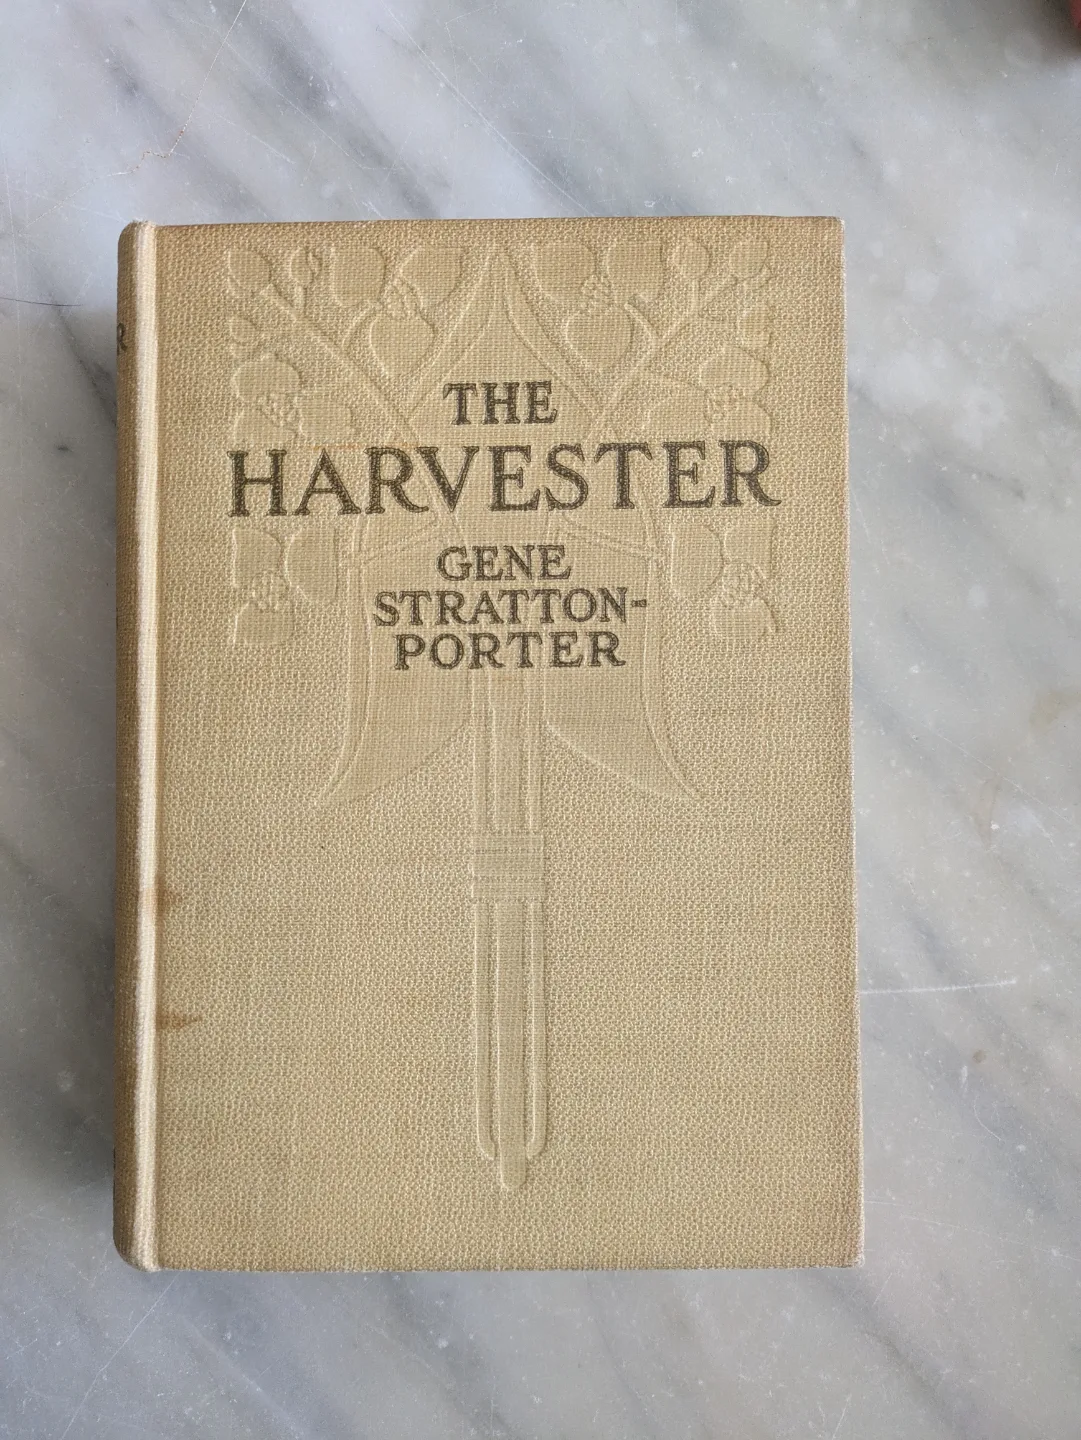 THE
HARVESTER
GENE
STRATTON-
PORTER